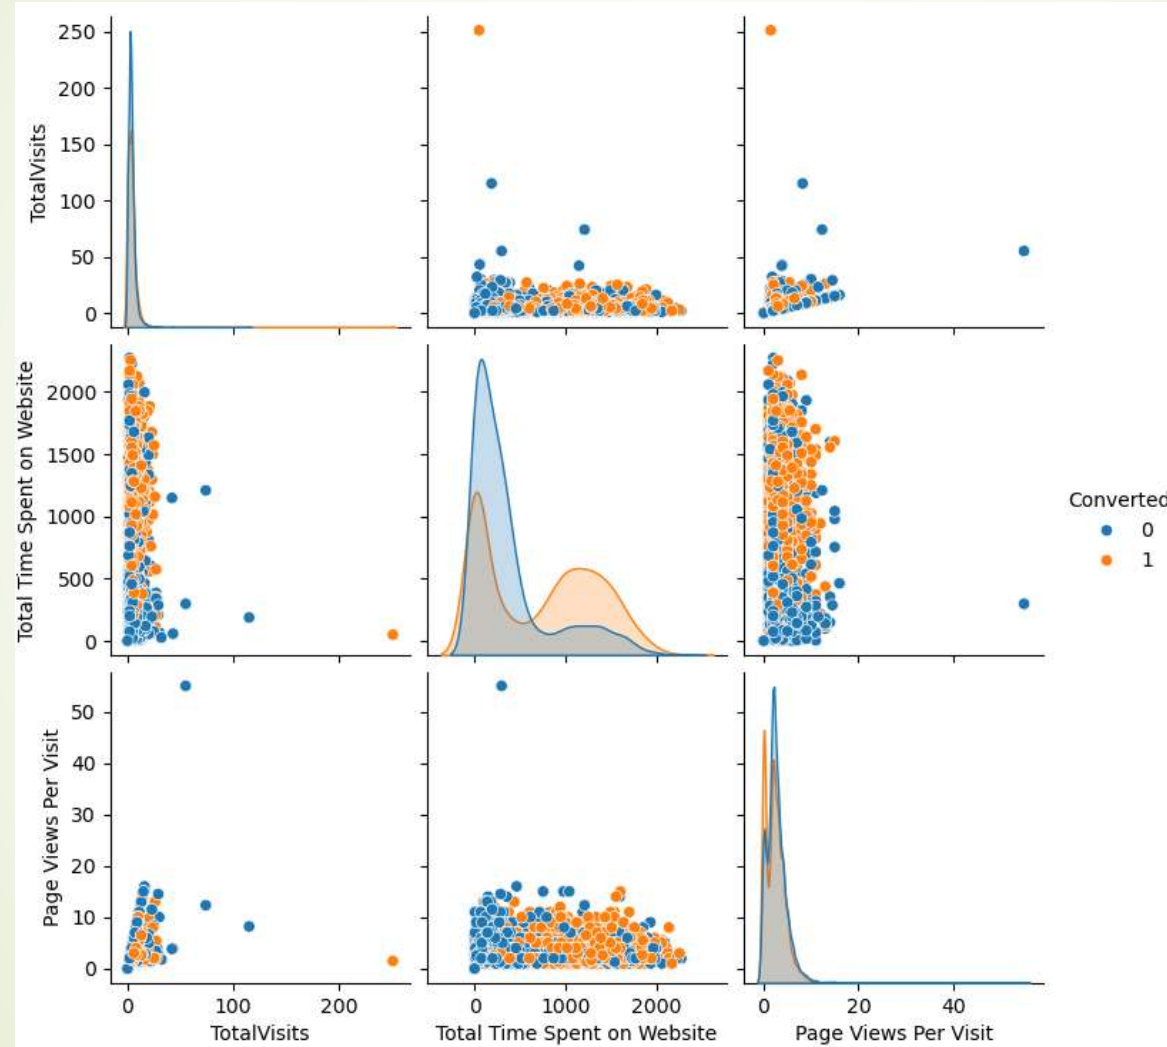 250
200
150
100
50
0
TotalVisits
2000
1500
1000
500
0
Total Time Spent on Website
Converted
0
1
50
40
30
20
10
0
Page Views Per Visit
0 100 200
0 1000 2000
0 20 40
TotalVisits
Total Time Spent on Website
Page Views Per Visit